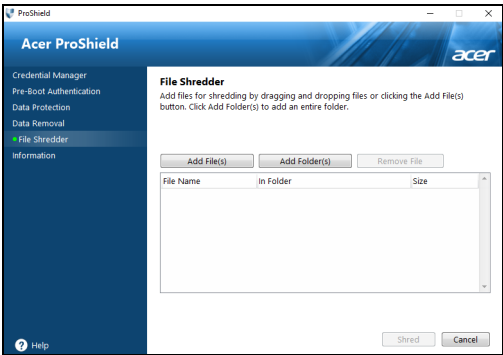 ProShield
Acer ProShield
acer
Credential Manager
Pre-Boot Authentication
Data Protection
Data Removal
File Shredder
Information
Help
File Shredder
Add files for shredding by dragging and dropping files or clicking the Add File(s)
button. Click Add Folder(s) to add an entire folder.
Add File(s) Add Folder(s) Remove File
File Name In Folder Size
Shred Cancel